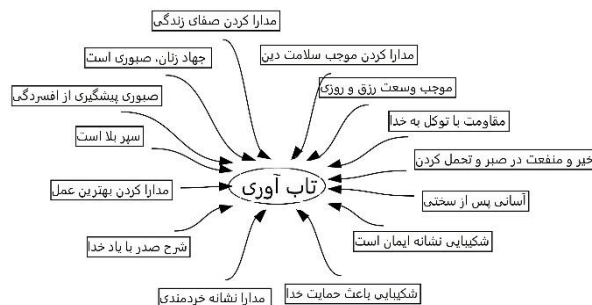 مدارا کردن صفای زندگی
مدارا کردن موجب سلامت دین
جهاد زنان، صبوری است
موجب وسعت رزق و روزی
صبوری پیشگیری از افسردگی
مقاومت با توکل به خدا
سپر بلا است
خیر و منفعت در صبر و تحمل کردن
تاب آوری
مدارا کردن بهترین عمل
آسانی پس از سختی
شرح صدر با یاد خدا
شکیبایی نشانه ایمان است
مدارا نشانه خردمندی
شکیبایی باعث حمایت خدا